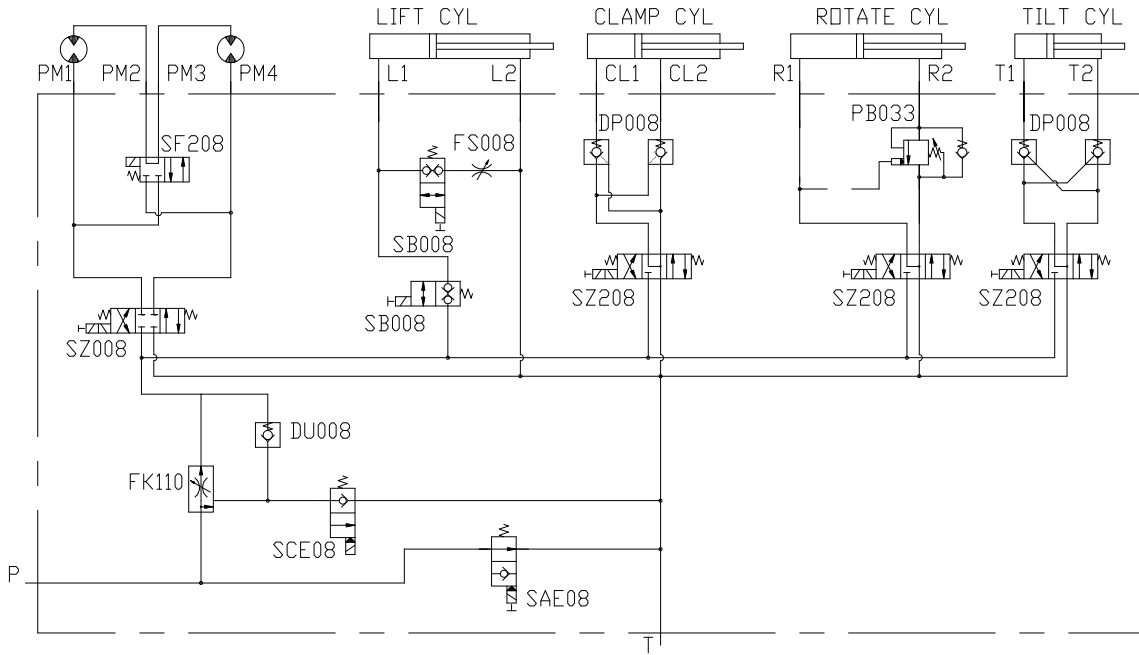 LIFT CYL CLAMP CYL ROTATE CYL TILT CYL
PM1 PM2 PM3 PM4 L1 L2 CL1 CL2 R1 R2 T1 T2
PB033
SF208 FS008 DP008 DP008
SB008
SZ208 SZ208 SZ208
SB008
SZ008
DU008
FK110
SCE08
P
SAE08
T